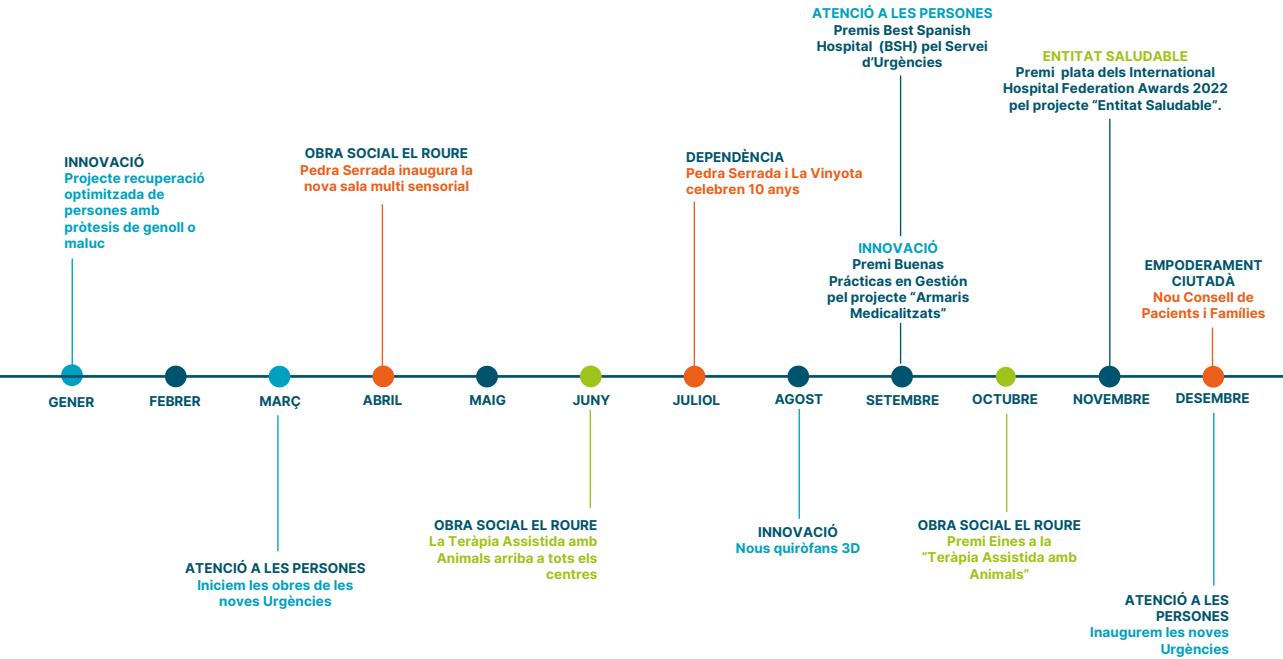 ATENCIÓ A LES PERSONES
Premis Best Spanish
Hospital (BSH) pel Servei
d'Urgències
ENTITAT SALUDABLE
Premi plata dels International
Hospital Federation Awards 2022
pel projecte “Entitat Saludable”.
INNOVACIÓ
Projecte recuperació
optimitzada de
persones amb
pròtesis de genoll o
maluc
OBRA SOCIAL EL ROURE
Pedra Serrada inaugura la
nova sala multi sensorial
DEPENDÈNCIA
Pedra Serrada i La Vinyota
celebren 10 anys
INNOVACIÓ
Premi Buenas
Prácticas en Gestión
pel projecte “Armaris
Medicalitzats”
EMPODERAMENT
CIUTADÀ
Nou Consell de
Pacients i Famílies
GENER
FEBRER
MARÇ
ABRIL
MAIG
JUNY
JULIOL
AGOST
SETEMBRE
OCTUBRE
NOVEMBRE
DESEMBRE
ATENCIÓ A LES PERSONES
Iniciem les obres de les
noves Urgències
OBRA SOCIAL EL ROURE
La Teràpia Assistida amb
Animals arriba a tots els
centres
INNOVACIÓ
Nous quiròfans 3D
OBRA SOCIAL EL ROURE
Premi Eines a la
“Teràpia Assistida amb
Animals”
ATENCIÓ A LES
PERSONES
Inaugurem les noves
Urgències